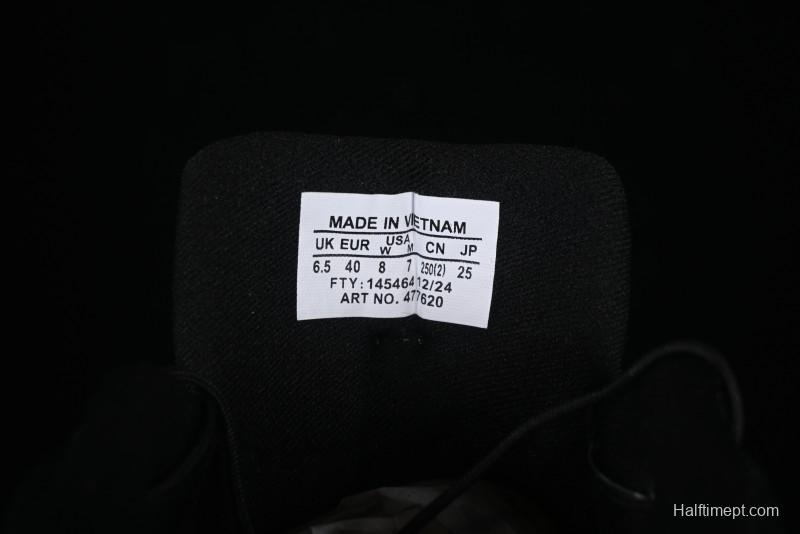 MADE IN VIETNAM
UK EUR USA W M CN JP
6.5 40 8 7 250(2) 25
FTY: 145464 12/24
ART NO. 477620
Halftimept.com